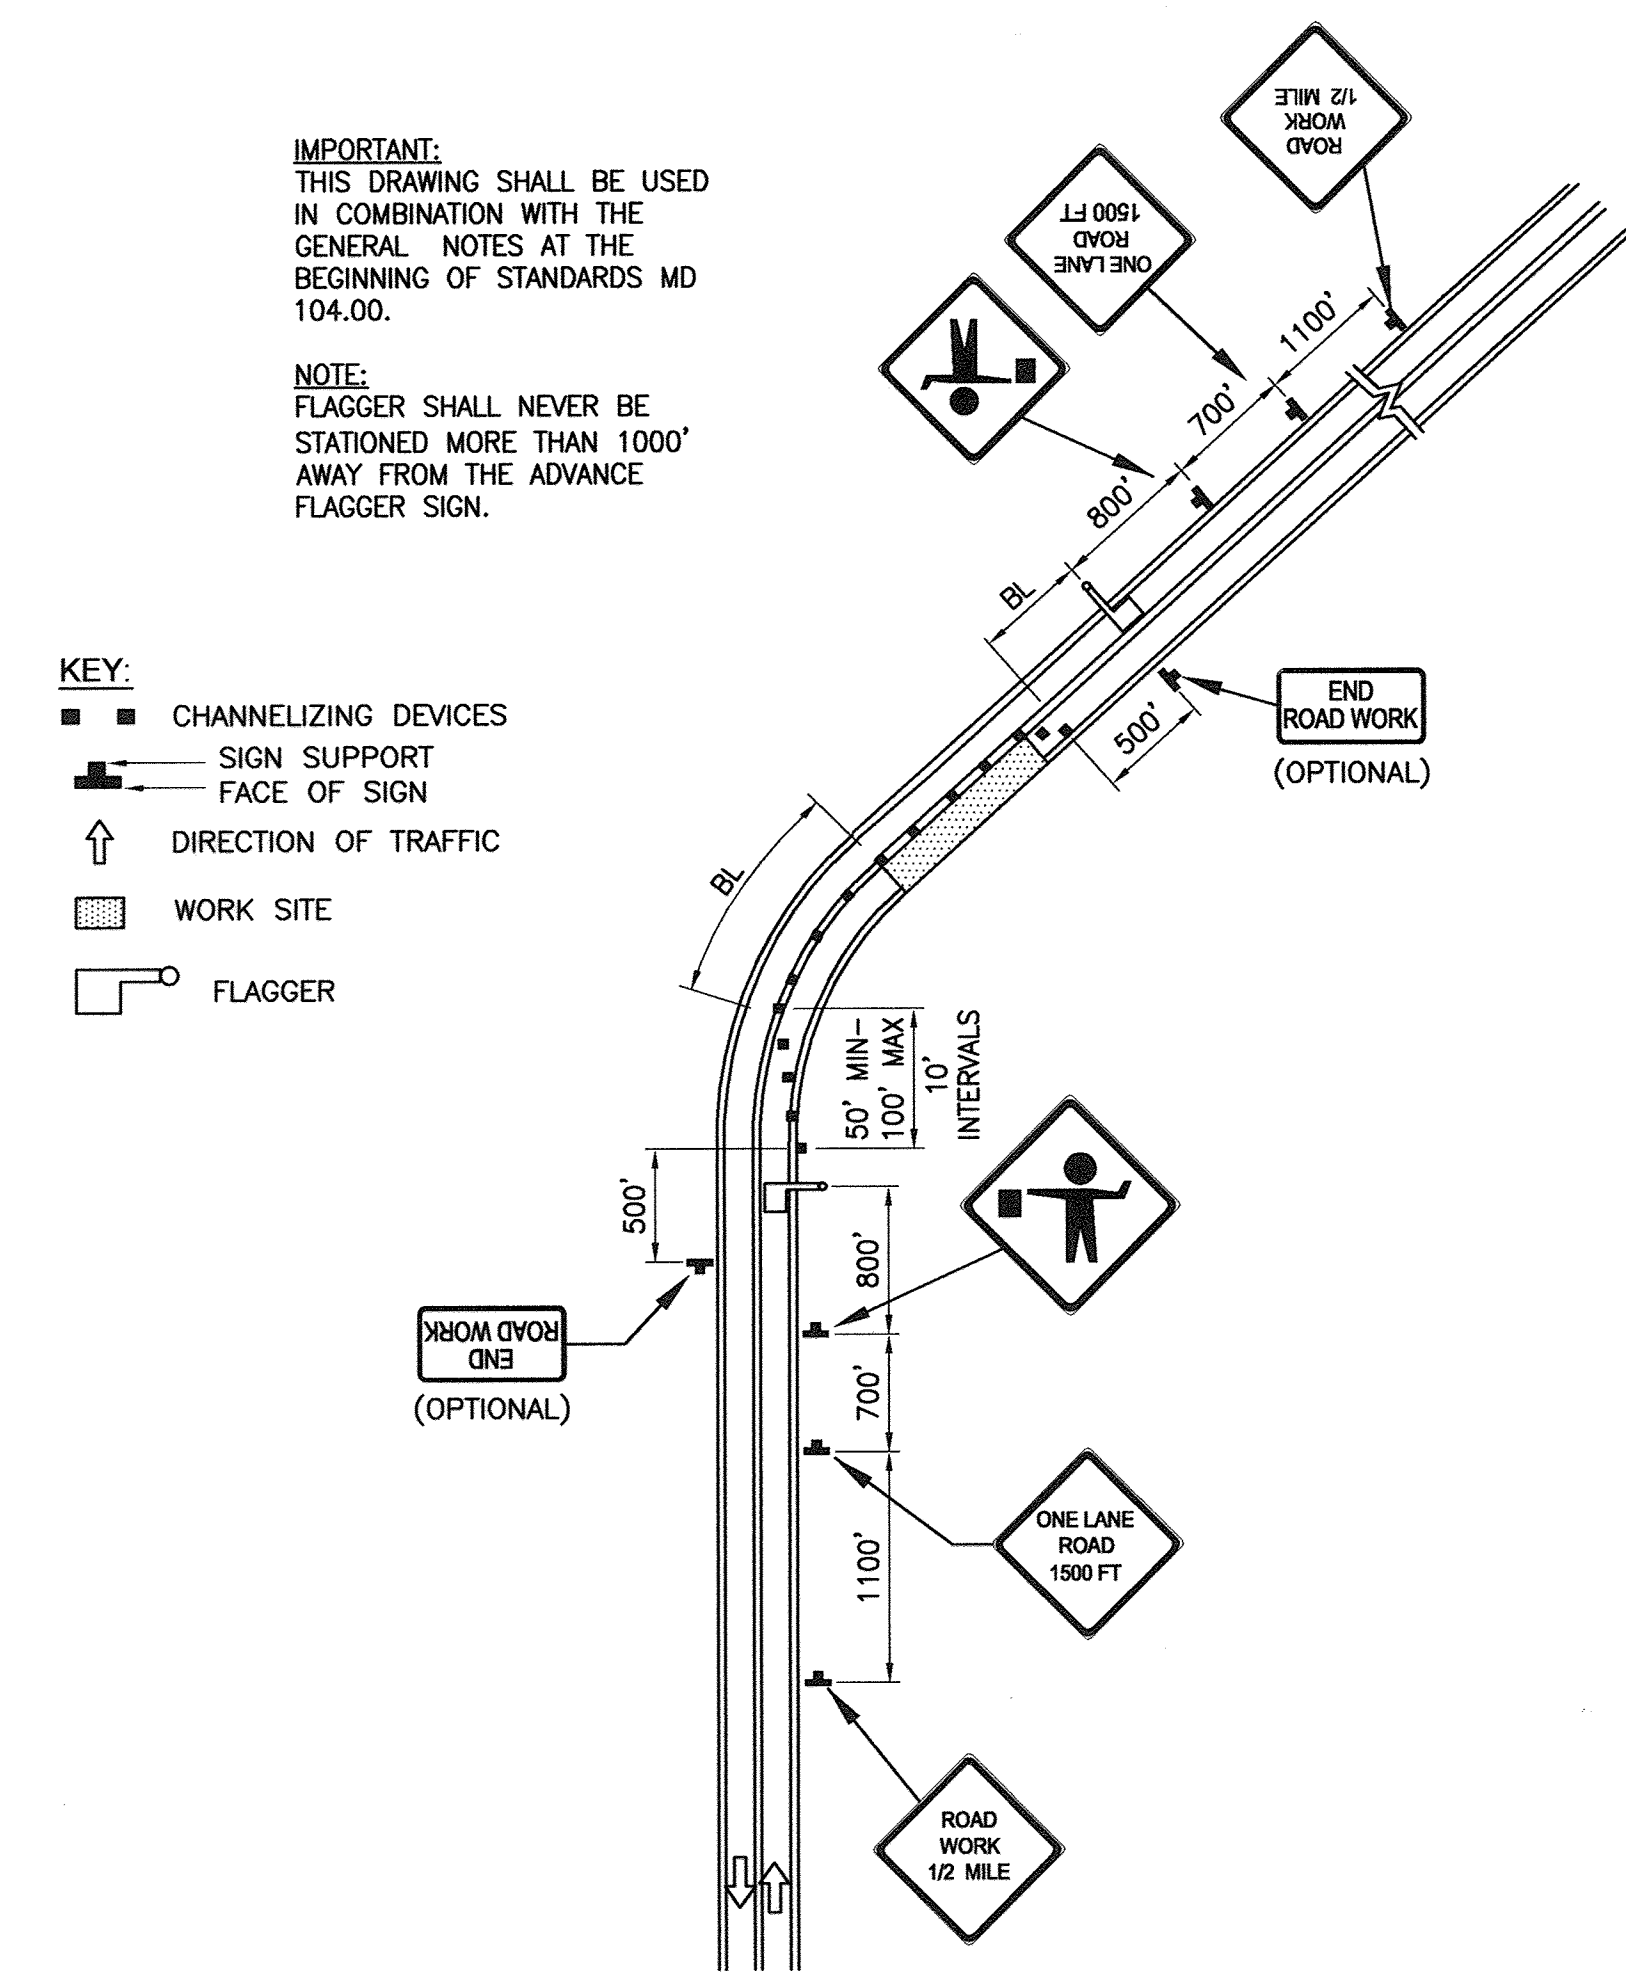 IMPORTANT:
THIS DRAWING SHALL BE USED
IN COMBINATION WITH THE
GENERAL NOTES AT THE
BEGINNING OF STANDARDS MD
104.00.
NOTE:
FLAGGER SHALL NEVER BE
STATIONED MORE THAN 1000'
AWAY FROM THE ADVANCE
FLAGGER SIGN.
KEY:
CHANNELIZING DEVICES
SIGN SUPPORT
FACE OF SIGN
DIRECTION OF TRAFFIC
WORK SITE
FLAGGER
ROAD
WORK
1/2 MILE
ONE LANE
ROAD
1500 FT
1100'
700'
800'
BL
END
ROAD WORK
(OPTIONAL)
500'
BL
50' MIN-
100' MAX
10'
INTERVALS
500'
END
ROAD WORK
(OPTIONAL)
800'
700'
1100'
ONE LANE
ROAD
1500 FT
ROAD
WORK
1/2 MILE